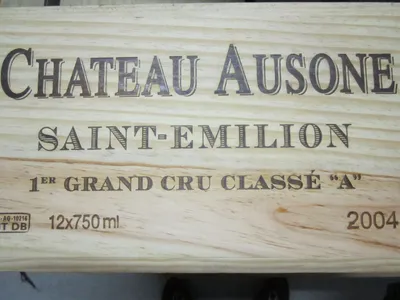 CHATEAU AUSONE
SAINT-EMILION
1ER GRAND CRU CLASSÉ "A"
12x750ml
2004